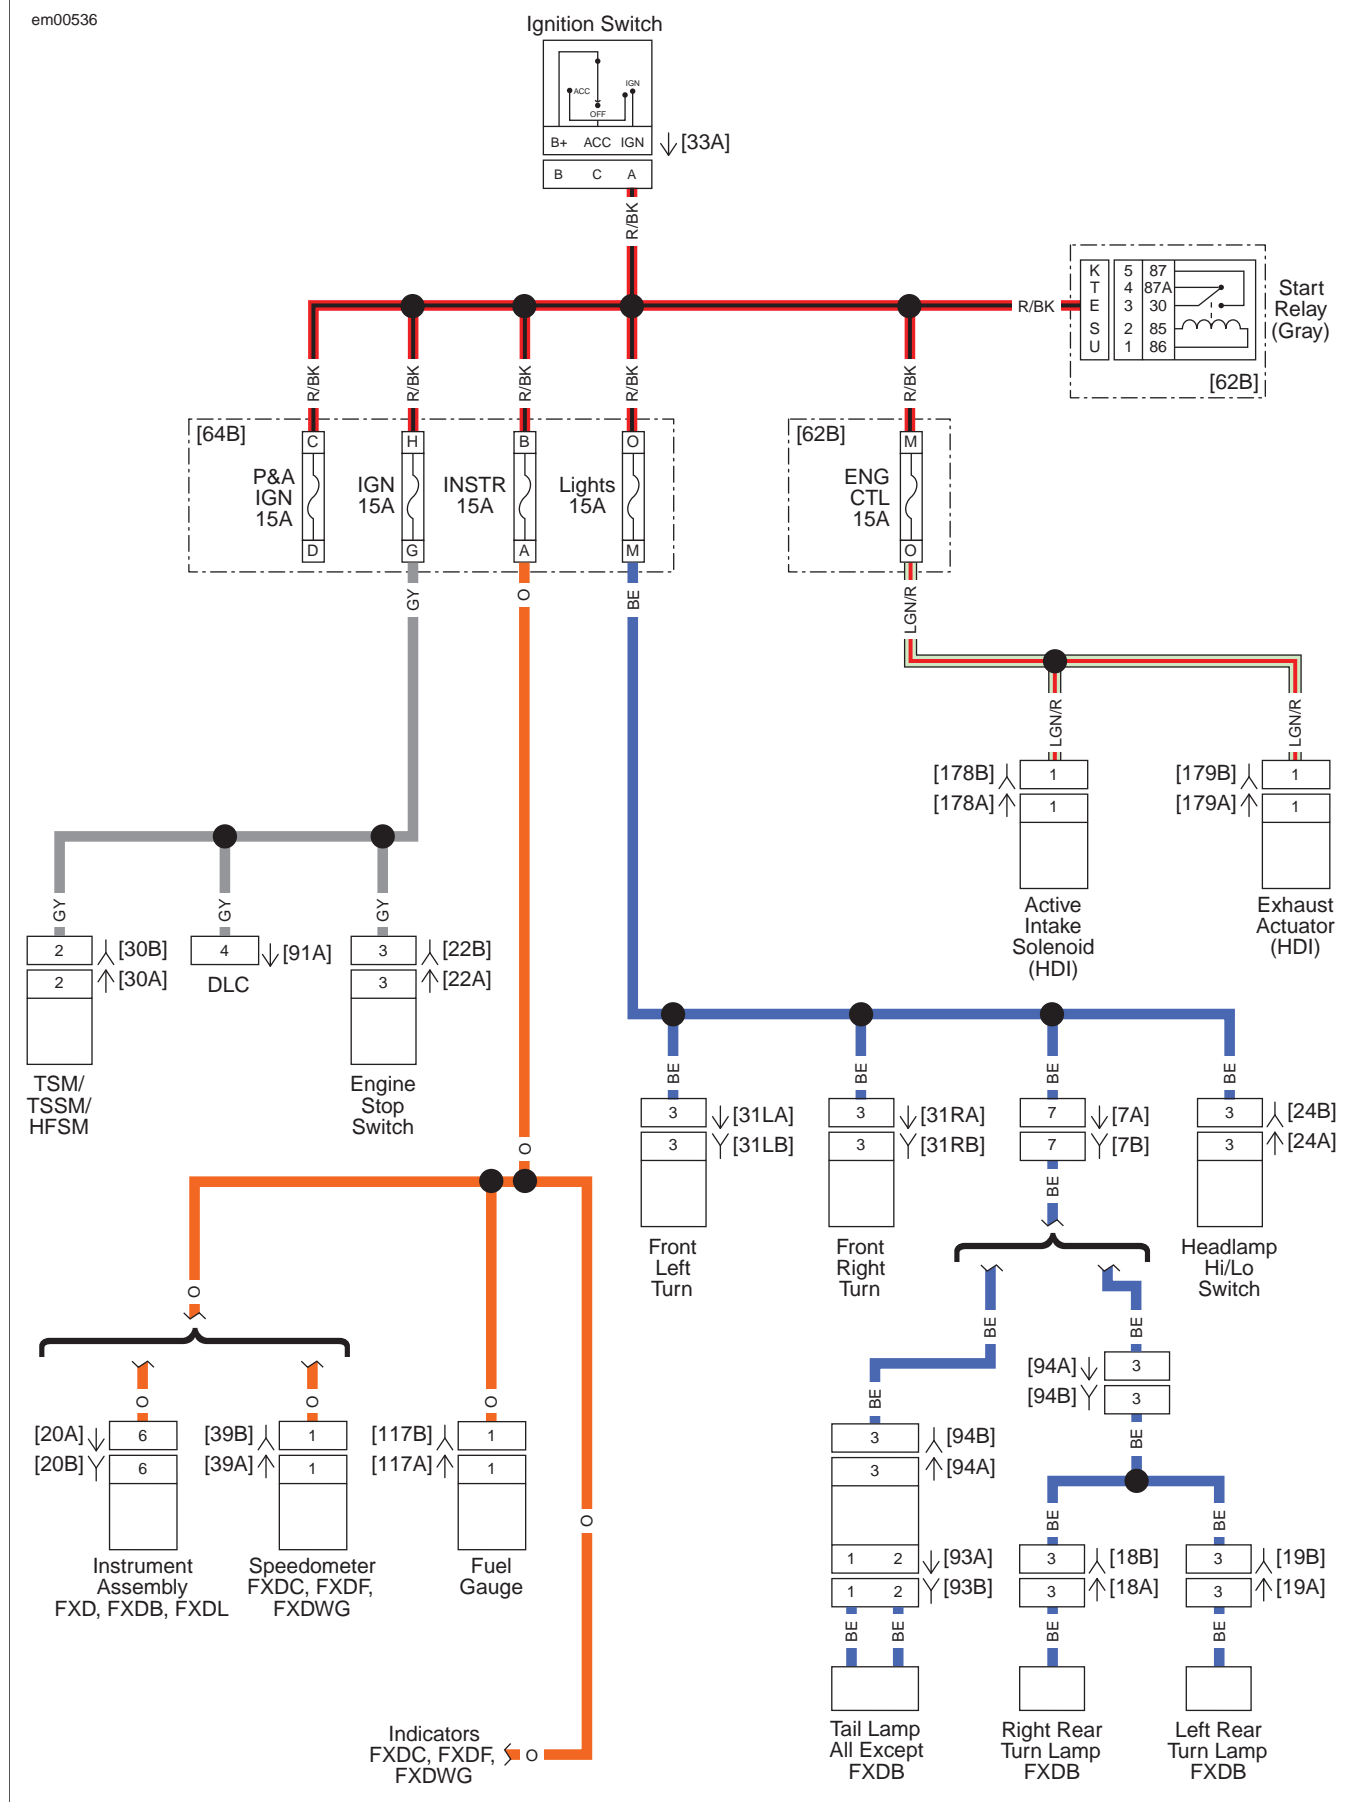 em00536
Ignition Switch
ACC
IGN
OFF
B+ ACC IGN
[33A]
B C A
R/BK
R/BK
K 5 87
T 4 87A
E 3 30
S 2 85
U 1 86
Start
Relay
(Gray)
[62B]
R/BK R/BK R/BK R/BK R/BK
[64B]
C H B O
P&A
IGN
15A
IGN
15A
INSTR
15A
Lights
15A
D G A M
[62B]
M
ENG
CTL
15A
O
GY O BE LGN/R
LGN/R LGN/R
[178B] 1
[178A] 1
Active
Intake
Solenoid
(HDI)
[179B] 1
[179A] 1
Exhaust
Actuator
(HDI)
GY GY GY
2 [30B]
2 [30A]
TSM/
TSSM/
HFSM
4 [91A]
DLC
3 [22B]
3 [22A]
Engine
Stop
Switch
BE BE BE BE
3 [31LA]
3 [31LB]
Front
Left
Turn
3 [31RA]
3 [31RB]
Front
Right
Turn
7 [7A]
7 [7B]
BE
3 [24B]
3 [24A]
Headlamp
Hi/Lo
Switch
O
O
O O O
[20A] 6
[20B] 6
Instrument
Assembly
FXD, FXDB, FXDL
[39B] 1
[39A] 1
Speedometer
FXDC, FXDF,
FXDWG
[117B] 1
[117A] 1
Fuel
Gauge
O
Indicators
FXDC, FXDF,
FXDWG
O
BE BE
BE
3 [94B]
3 [94A]
1 2 [93A]
1 2 [93B]
BE BE
Tail Lamp
All Except
FXDB
[94A] 3
[94B] 3
BE
BE BE
3 [18B]
3 [18A]
BE
Right Rear
Turn Lamp
FXDB
3 [19B]
3 [19A]
BE
Left Rear
Turn Lamp
FXDB